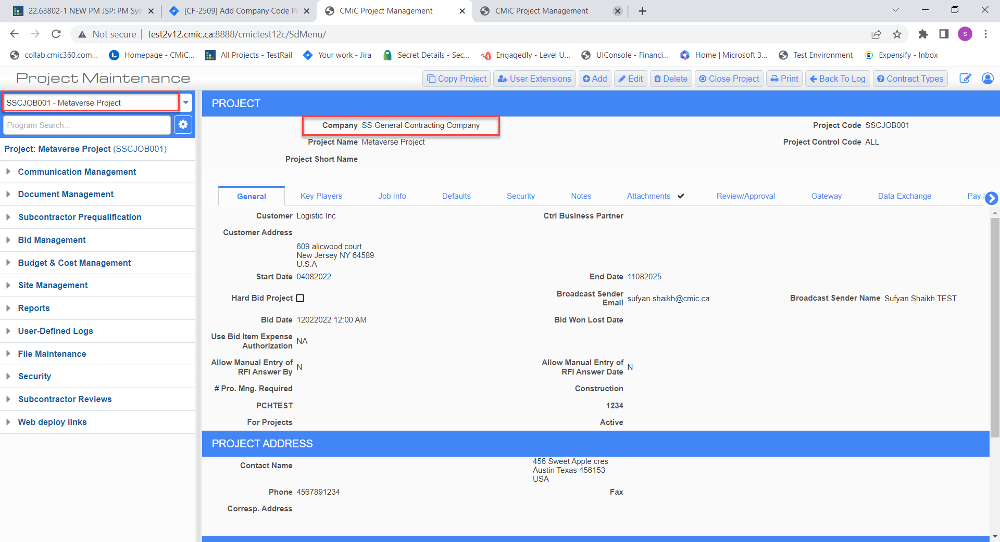 22.63802-1 NEW PM JSP: PM Sys
[CF-2509] Add Company Code Pr
CMiC Project Management
CMiC Project Management
Not secure
test2v12.cmic.ca:8888/cmictest12c/SdMenu/
S
collab.cmic360.com...
Homepage - CMiC...
All Projects - TestRail
Your work - Jira
Secret Details - Sec...
Engagedly - Level U...
UIConsole - Financi...
Home | Microsoft 3...
Test Environment
Expensify - Inbox
Project Maintenance
Copy Project
User Extensions
Add
Edit
Delete
Close Project
Print
Back To Log
Contract Types
SSCJOB001 - Metaverse Project
Program Search...
Project: Metaverse Project (SSCJOB001)
Communication Management
Document Management
Subcontractor Prequalification
Bid Management
Budget & Cost Management
Site Management
Reports
User-Defined Logs
File Maintenance
Security
Subcontractor Reviews
Web deploy links
PROJECT
Company SS General Contracting Company
Project Code SSCJOB001
Project Name Metaverse Project
Project Control Code ALL
Project Short Name
General
Key Players
Job Info
Defaults
Security
Notes
Attachments
Review/Approval
Gateway
Data Exchange
Pay
Customer Logistic Inc
Ctrl Business Partner
Customer Address
609 alicwood court
New Jersey NY 64589
U.S.A
Start Date 04082022
End Date 11082025
Hard Bid Project
Broadcast Sender
Email sufyan.shaikh@cmic.ca
Broadcast Sender Name Sufyan Shaikh TEST
Bid Date 12022022 12:00 AM
Bid Won Lost Date
Use Bid Item Expense
Authorization NA
Allow Manual Entry of
RFI Answer By N
Allow Manual Entry of
RFI Answer Date N
# Pro. Mng. Required
Construction
PCHTEST
1234
For Projects
Active
PROJECT ADDRESS
Contact Name
456 Sweet Apple cres
Austin Texas 456153
USA
Phone 4567891234
Fax
Corresp. Address